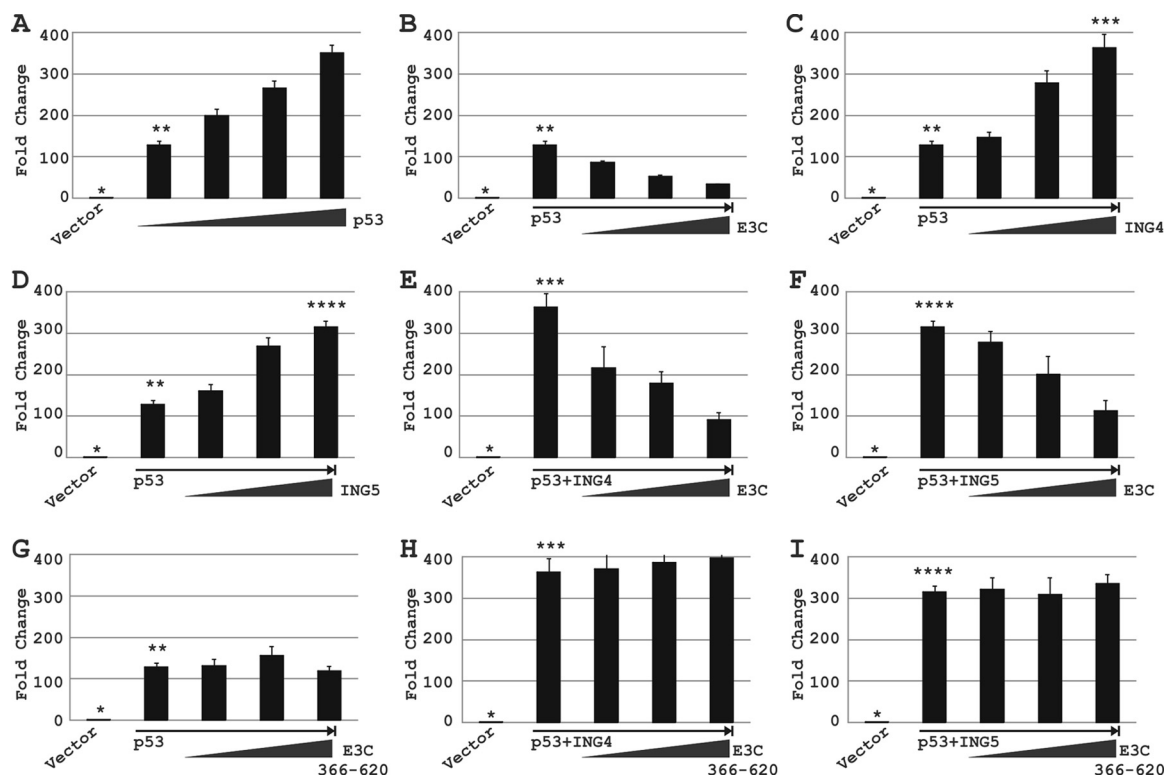 A
Fold Change
400
300
200
100
0
*
**
Vector
p53
B
Fold Change
400
300
200
100
0
*
**
Vector
p53
E3C
C
Fold Change
400
300
200
100
0
*
**
***
Vector
p53
ING4
D
Fold Change
400
300
200
100
0
*
**
****
Vector
p53
ING5
E
Fold Change
400
300
200
100
0
*
***
Vector
p53+ING4
E3C
F
Fold Change
400
300
200
100
0
*
****
Vector
p53+ING5
E3C
G
Fold Change
400
300
200
100
0
*
**
Vector
p53
E3C
366-620
H
Fold Change
400
300
200
100
0
*
***
Vector
p53+ING4
E3C
366-620
I
Fold Change
400
300
200
100
0
*
****
Vector
p53+ING5
E3C
366-620